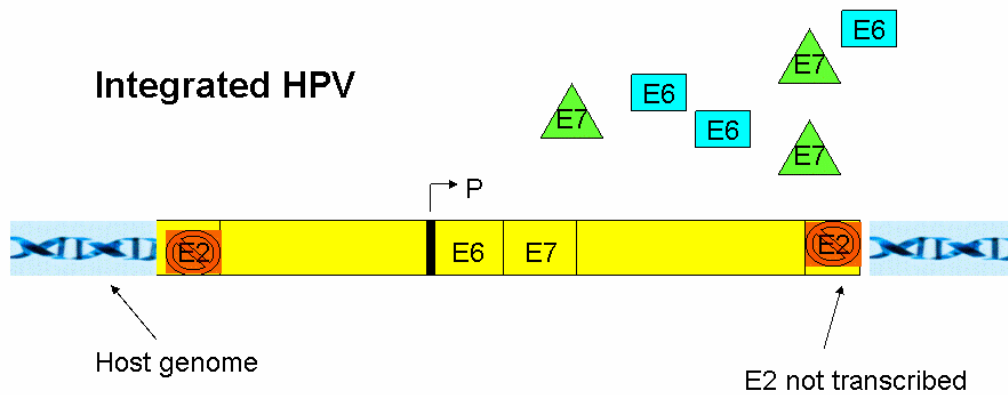 E6
E7
Integrated HPV
E7
E6
E6
E7
P
E2
E6
E7
E2
Host genome
E2 not transcribed